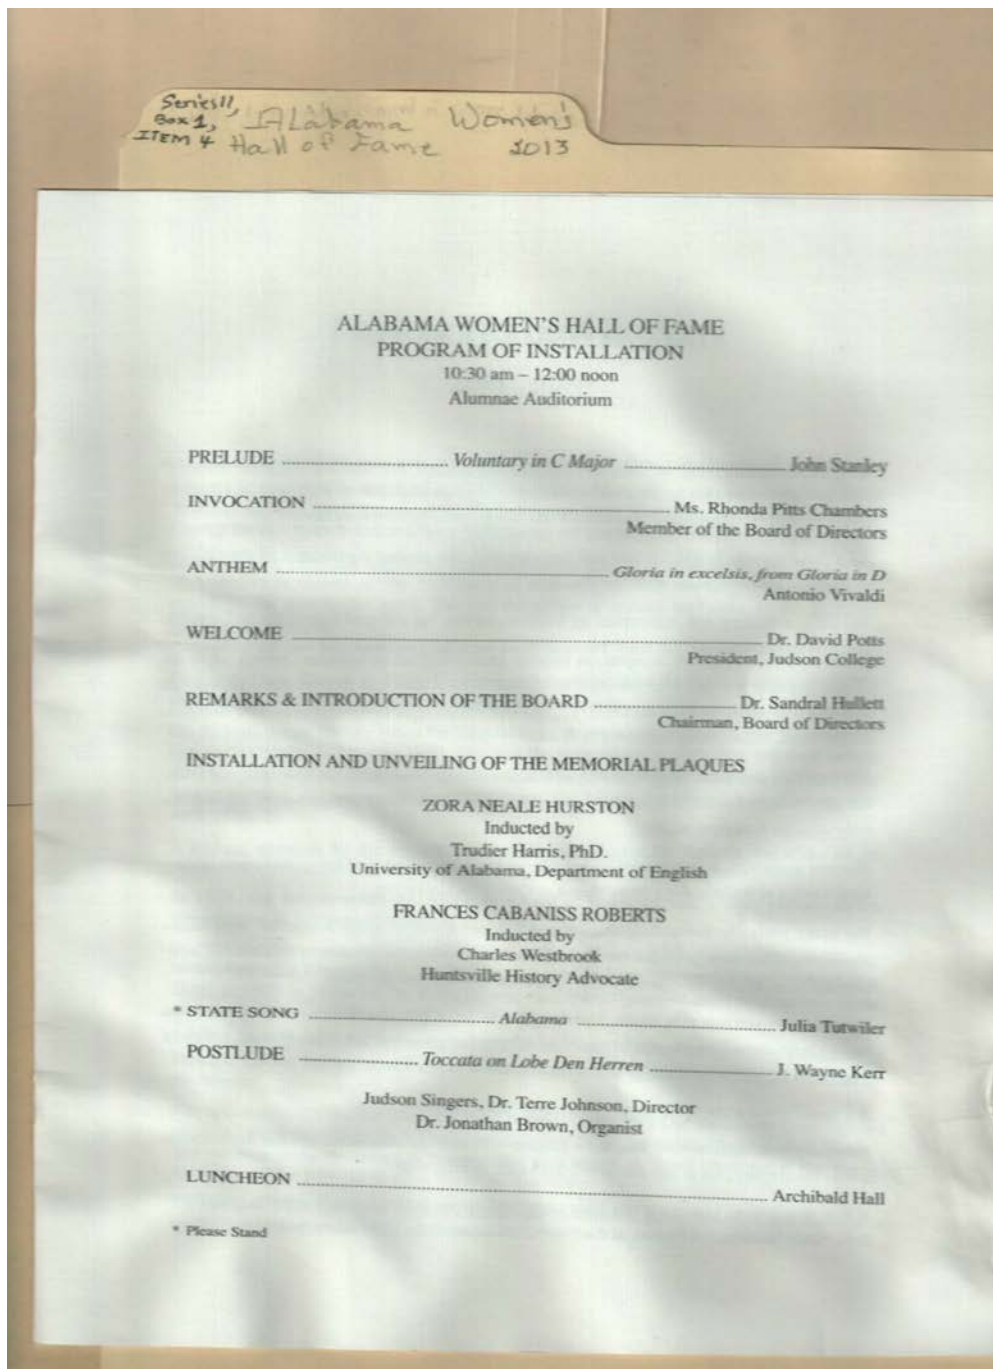 Series 11,
Box 1,
ITEM 4
Alabama Women's
Hall of Fame 2013
ALABAMA WOMEN'S HALL OF FAME
PROGRAM OF INSTALLATION
10:30 am – 12:00 noon
Alumnae Auditorium
PRELUDE ........ Voluntary in C Major ........ John Stanley
INVOCATION ........ Ms. Rhonda Pitts Chambers
Member of the Board of Directors
ANTHEM ........ Gloria in excelsis, from Gloria in D
Antonio Vivaldi
WELCOME ........ Dr. David Potts
President, Judson College
REMARKS & INTRODUCTION OF THE BOARD ........ Dr. Sandral Hullett
Chairman, Board of Directors
INSTALLATION AND UNVEILING OF THE MEMORIAL PLAQUES
ZORA NEALE HURSTON
Inducted by
Trudier Harris, PhD.
University of Alabama, Department of English
FRANCES CABANISS ROBERTS
Inducted by
Charles Westbrook
Huntsville History Advocate
* STATE SONG ........ Alabama ........ Julia Tutwiler
POSTLUDE ........ Toccata on Lobe Den Herren ........ J. Wayne Kerr
Judson Singers, Dr. Terre Johnson, Director
Dr. Jonathan Brown, Organist
LUNCHEON ........ Archibald Hall
* Please Stand